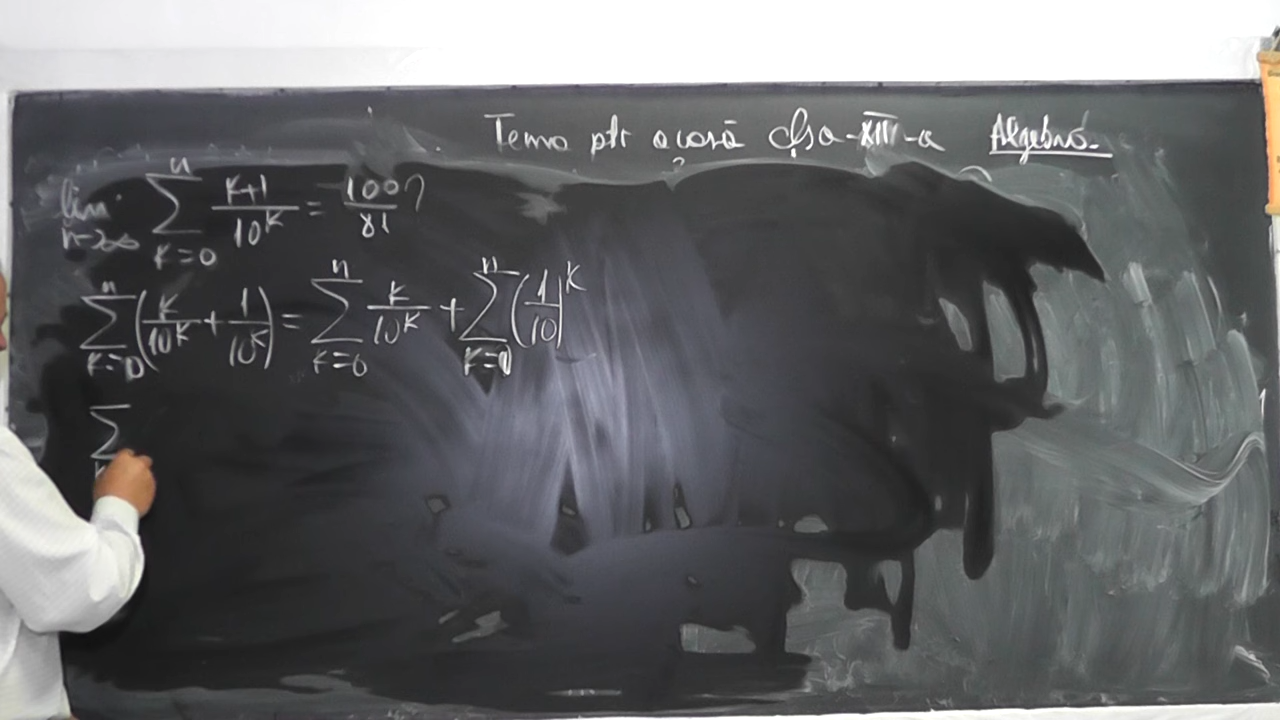 Tema ptr acasă clsa-XII-a Algebră
lim n→∞ ∑ k=0 n k+1/10^k = 100/81 ?
∑ k=0 n (k/10^k + 1/10^k) = ∑ k=0 n k/10^k + ∑ k=0 n (1/10)^k
∑